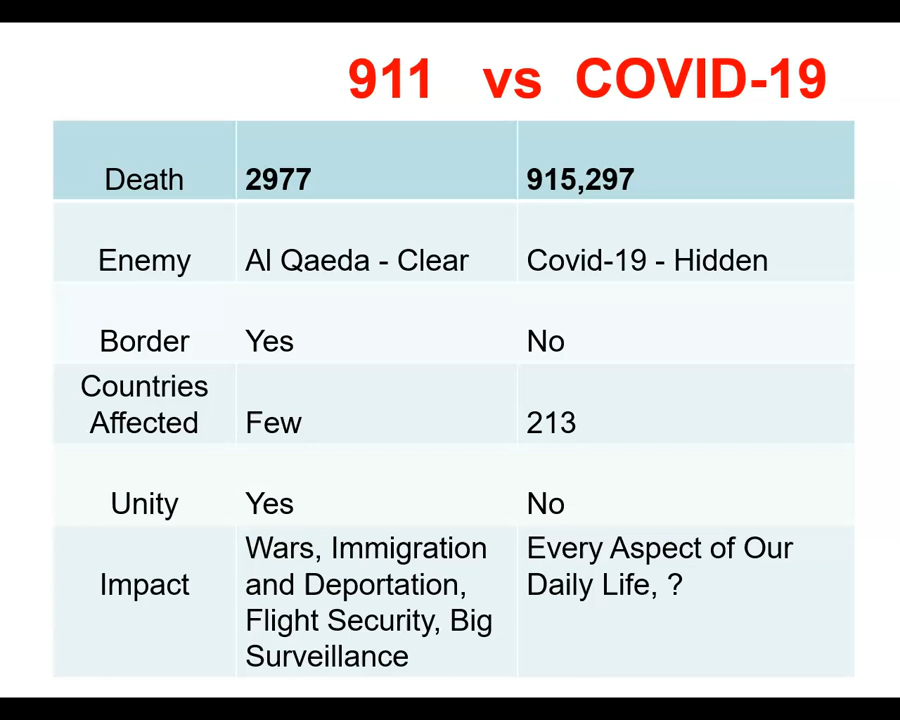 911 vs COVID-19
Death 2977 915,297
Enemy Al Qaeda - Clear Covid-19 - Hidden
Border Yes No
Countries
Affected Few 213
Unity Yes No
Impact
Wars, Immigration
and Deportation,
Flight Security, Big
Surveillance
Every Aspect of Our
Daily Life, ?